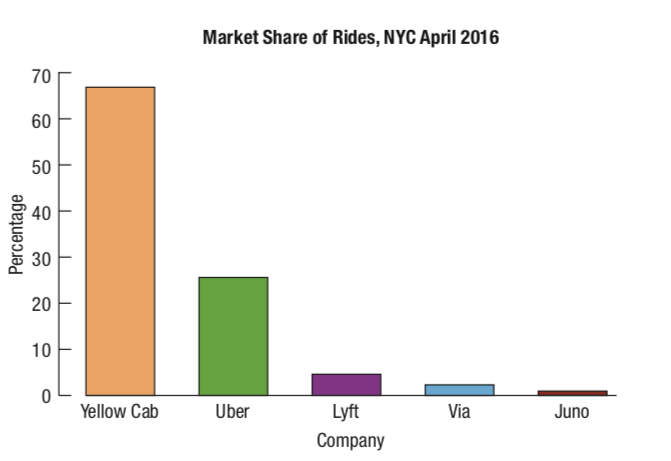 Market Share of Rides, NYC April 2016
Percentage
70
60
50
40
30
20
10
0
Yellow Cab Uber Lyft Via Juno
Company